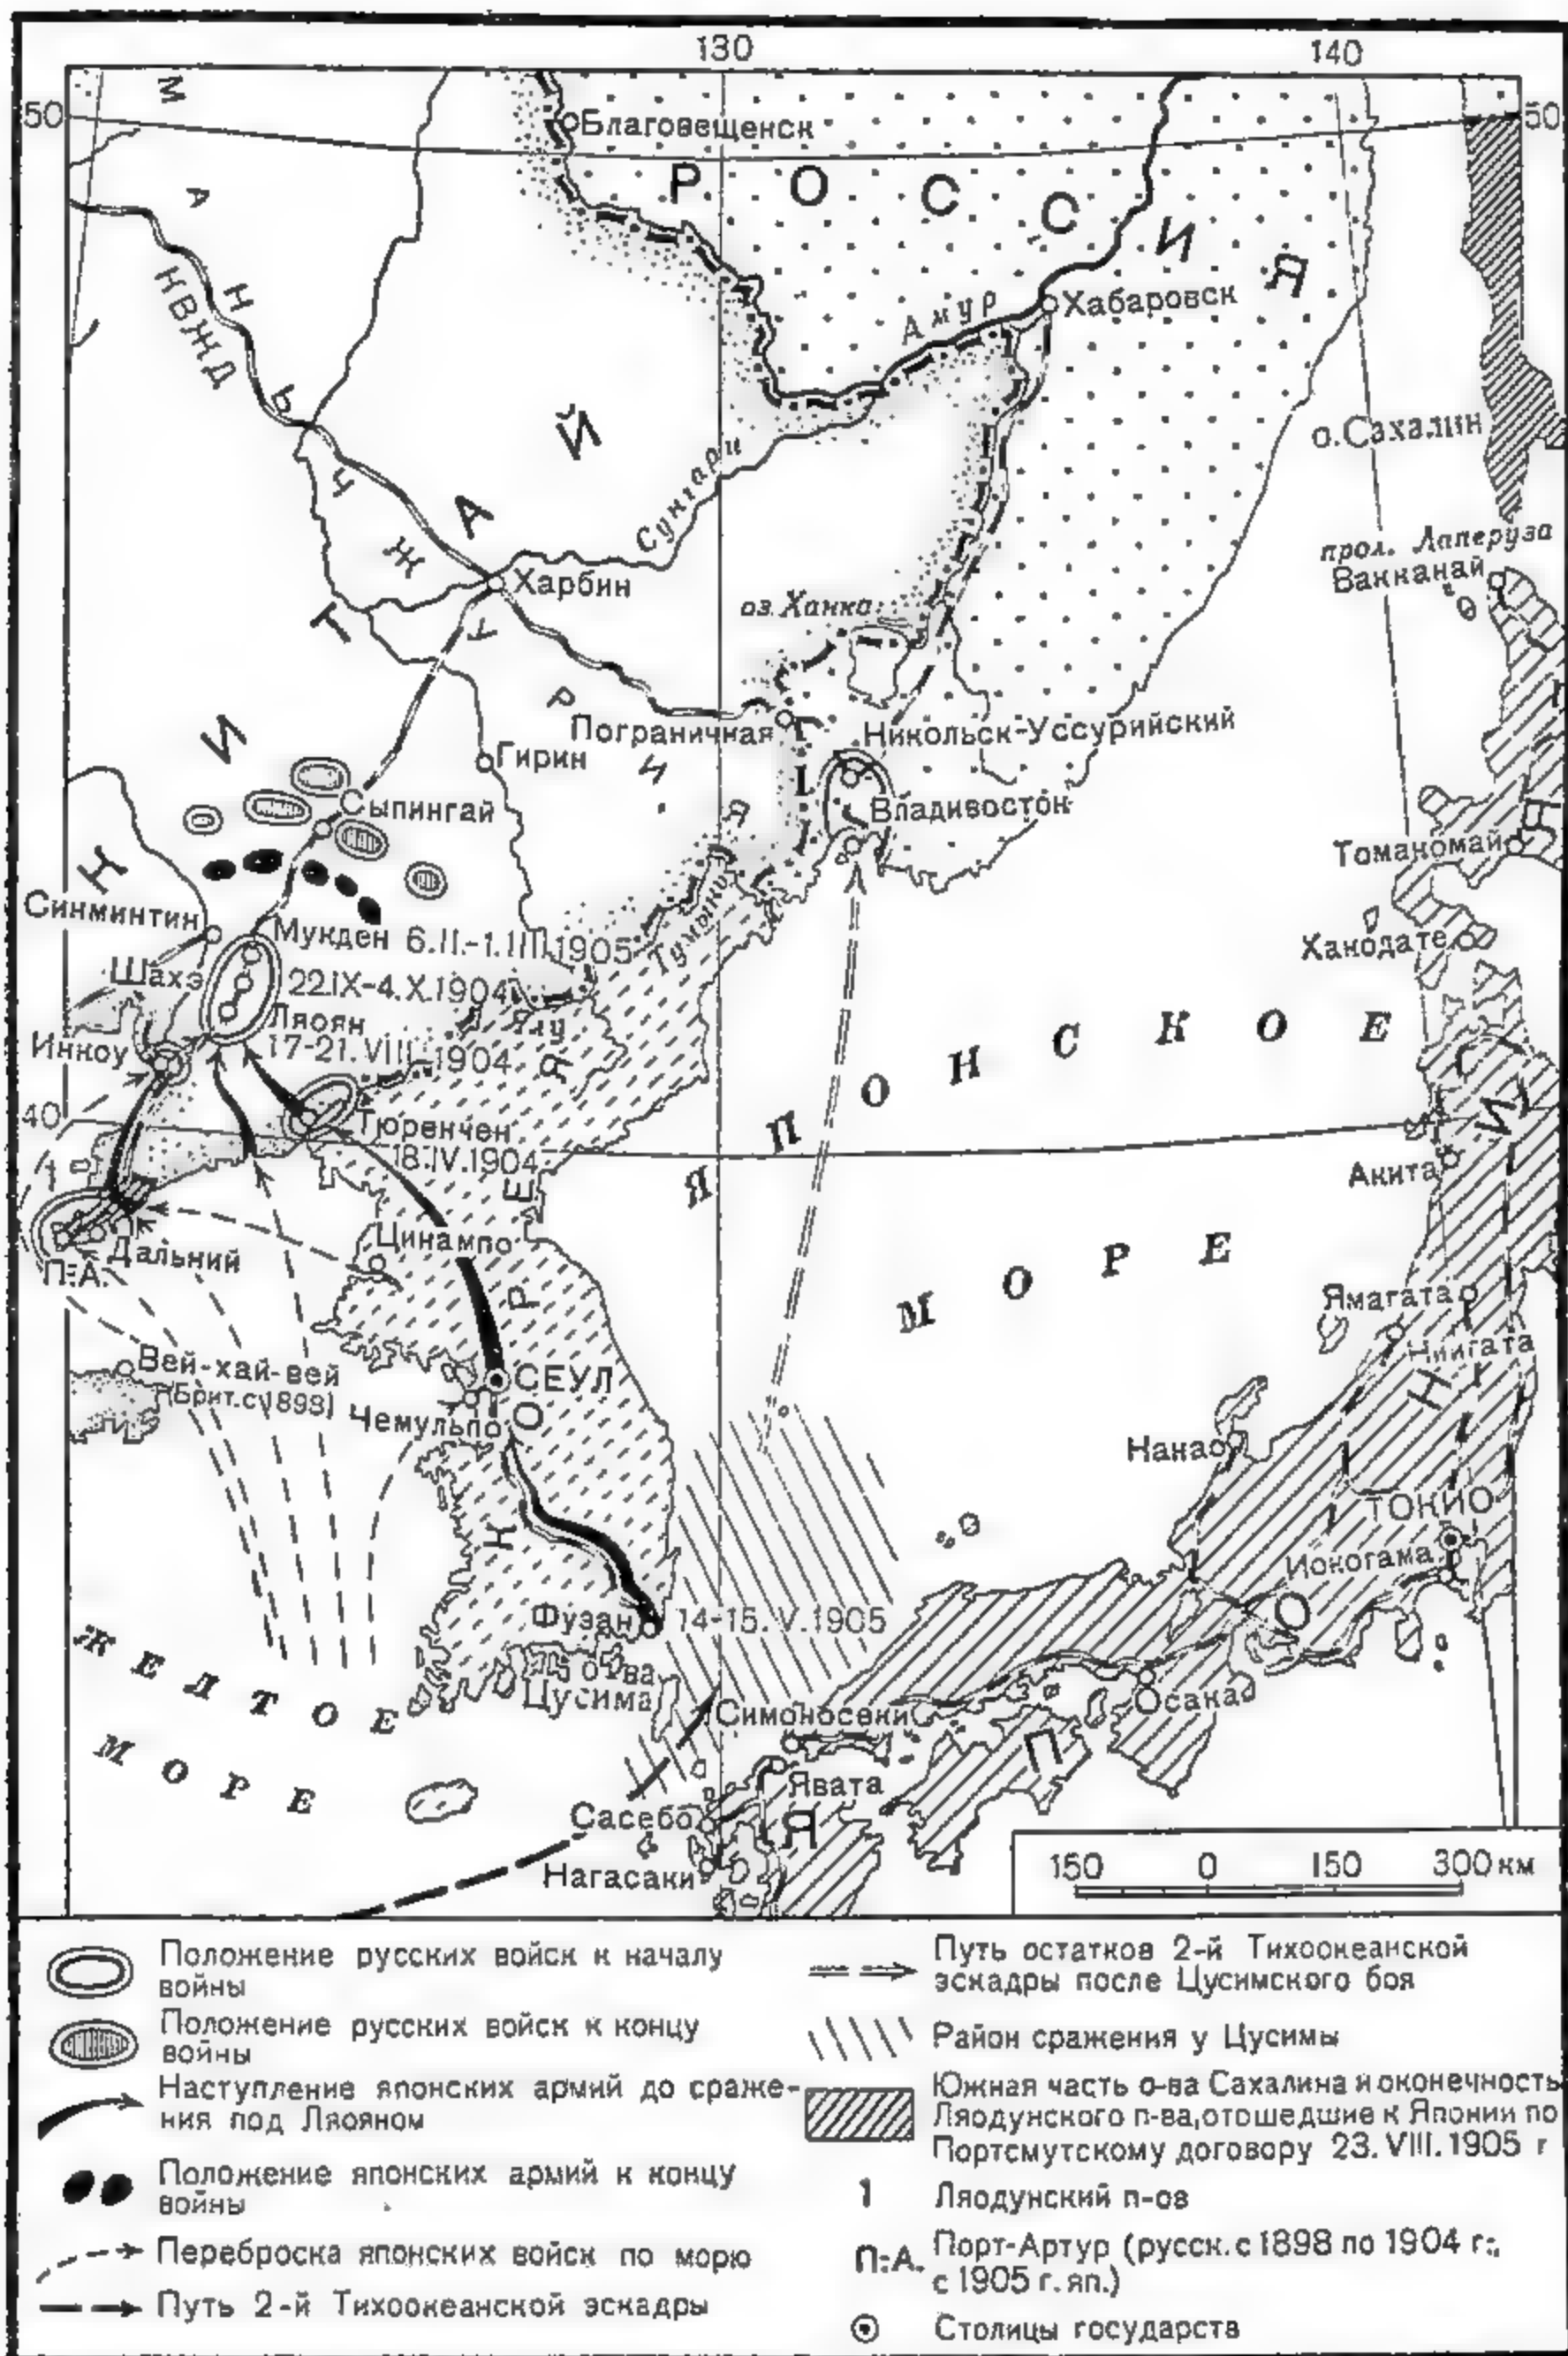 130
140
50
50
МАНЬЧЖУРИЯ
Благовещенск
РОССИЯ
КВЖД
Амур
Хабаровск
КИТАЙ
Сунгари
о.Сахалин
прол. Лаперуза
Вакканай
Харбин
оз. Ханка
Пограничная
Никольск-Уссурийский
Гирин
Сыпингай
Владивосток
Томакомай
Синминтин
Мукден 6.II.-1.III.1905
Тумыньцзян
Хакодате
Шахэ
22.IX-4.X.1904
Ялу
Ляоян
17-21.VIII.1904
Инкоу
ЯПОНСКОЕ
40
Тюренчен
18.IV.1904
1
Акита
КОРЕЯ
Цинампо
Дальний
П.-А.
МОРЕ
Ямагата
Ниигата
Вей-хай-вей
(Брит.с 1898)
СЕУЛ
Чемульпо
Нанао
ТОКИО
Иокогама
Фузан
14-15.V.1905
о-ва
Цусима
ЖЕЛТОЕ
МОРЕ
Симоносеки
Осака
ЯПОНИЯ
Явата
Сасебо
Нагасаки
150 0 150 300 км
Положение русских войск к началу
войны
Положение русских войск к концу
войны
Наступление японских армий до сраже-
ния под Ляояном
Положение японских армий к концу
войны
Переброска японских войск по морю
Путь 2-й Тихоокеанской эскадры
Путь остатков 2-й Тихоокеанской
эскадры после Цусимского боя
Район сражения у Цусимы
Южная часть о-ва Сахалина и оконечность
Ляодунского п-ва,отошедшие к Японии по
Портсмутскому договору 23.VIII.1905 г
1 Ляодунский п-ов
П.-А. Порт-Артур (русск. с 1898 по 1904 г.,
с 1905 г. яп.)
Столицы государств